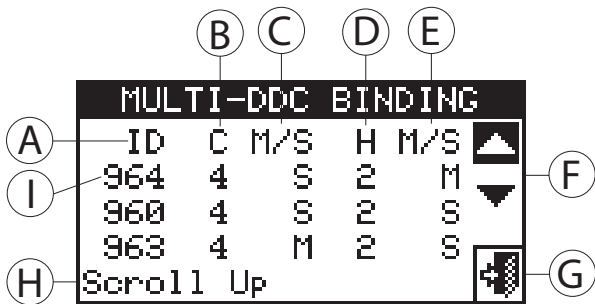 B C D E
MULTI-DDC BINDING
A ID C M/S H M/S
I 964 4 S 2 M F
960 4 S 2 S
963 4 M 2 S
H Scroll Up G